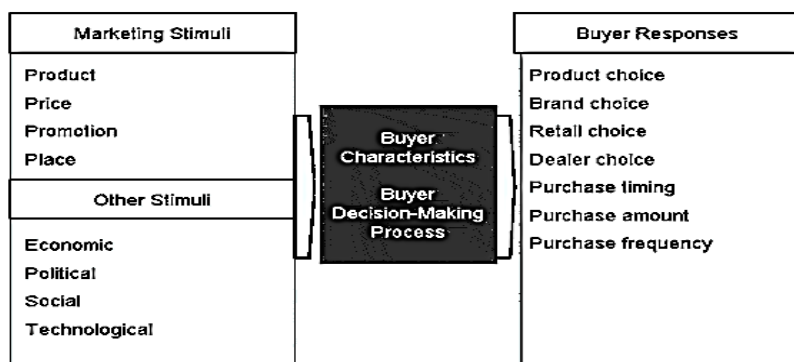 Marketing Stimuli
Product
Price
Promotion
Place
Other Stimuli
Economic
Political
Social
Technological
Buyer
Characteristics
Buyer
Decision-Making
Process
Buyer Responses
Product choice
Brand choice
Retail choice
Dealer choice
Purchase timing
Purchase amount
Purchase frequency